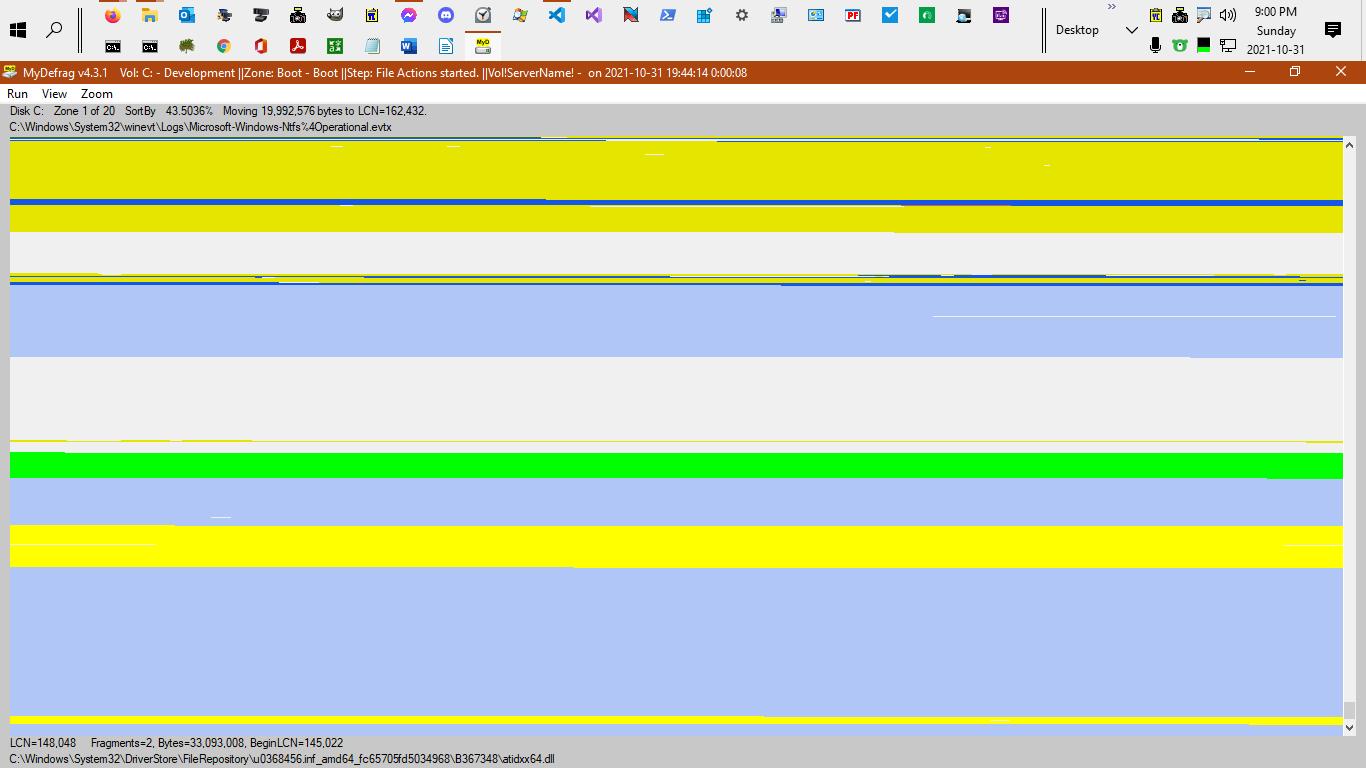 »
9:00 PM
Desktop
Sunday
2021-10-31
MyDefrag v4.3.1 Vol: C: - Development ||Zone: Boot - Boot ||Step: File Actions started. ||Vol!ServerName! - on 2021-10-31 19:44:14 0:00:08
Run View Zoom
Disk C: Zone 1 of 20 SortBy 43.5036% Moving 19,992,576 bytes to LCN=162,432.
C:\Windows\System32\winevt\Logs\Microsoft-Windows-Ntfs%4Operational.evtx
LCN=148,048 Fragments=2, Bytes=33,093,008, BeginLCN=145,022
C:\Windows\System32\DriverStore\FileRepository\u0368456.inf_amd64_fc65705fd5034968\B367348\atidxx64.dll